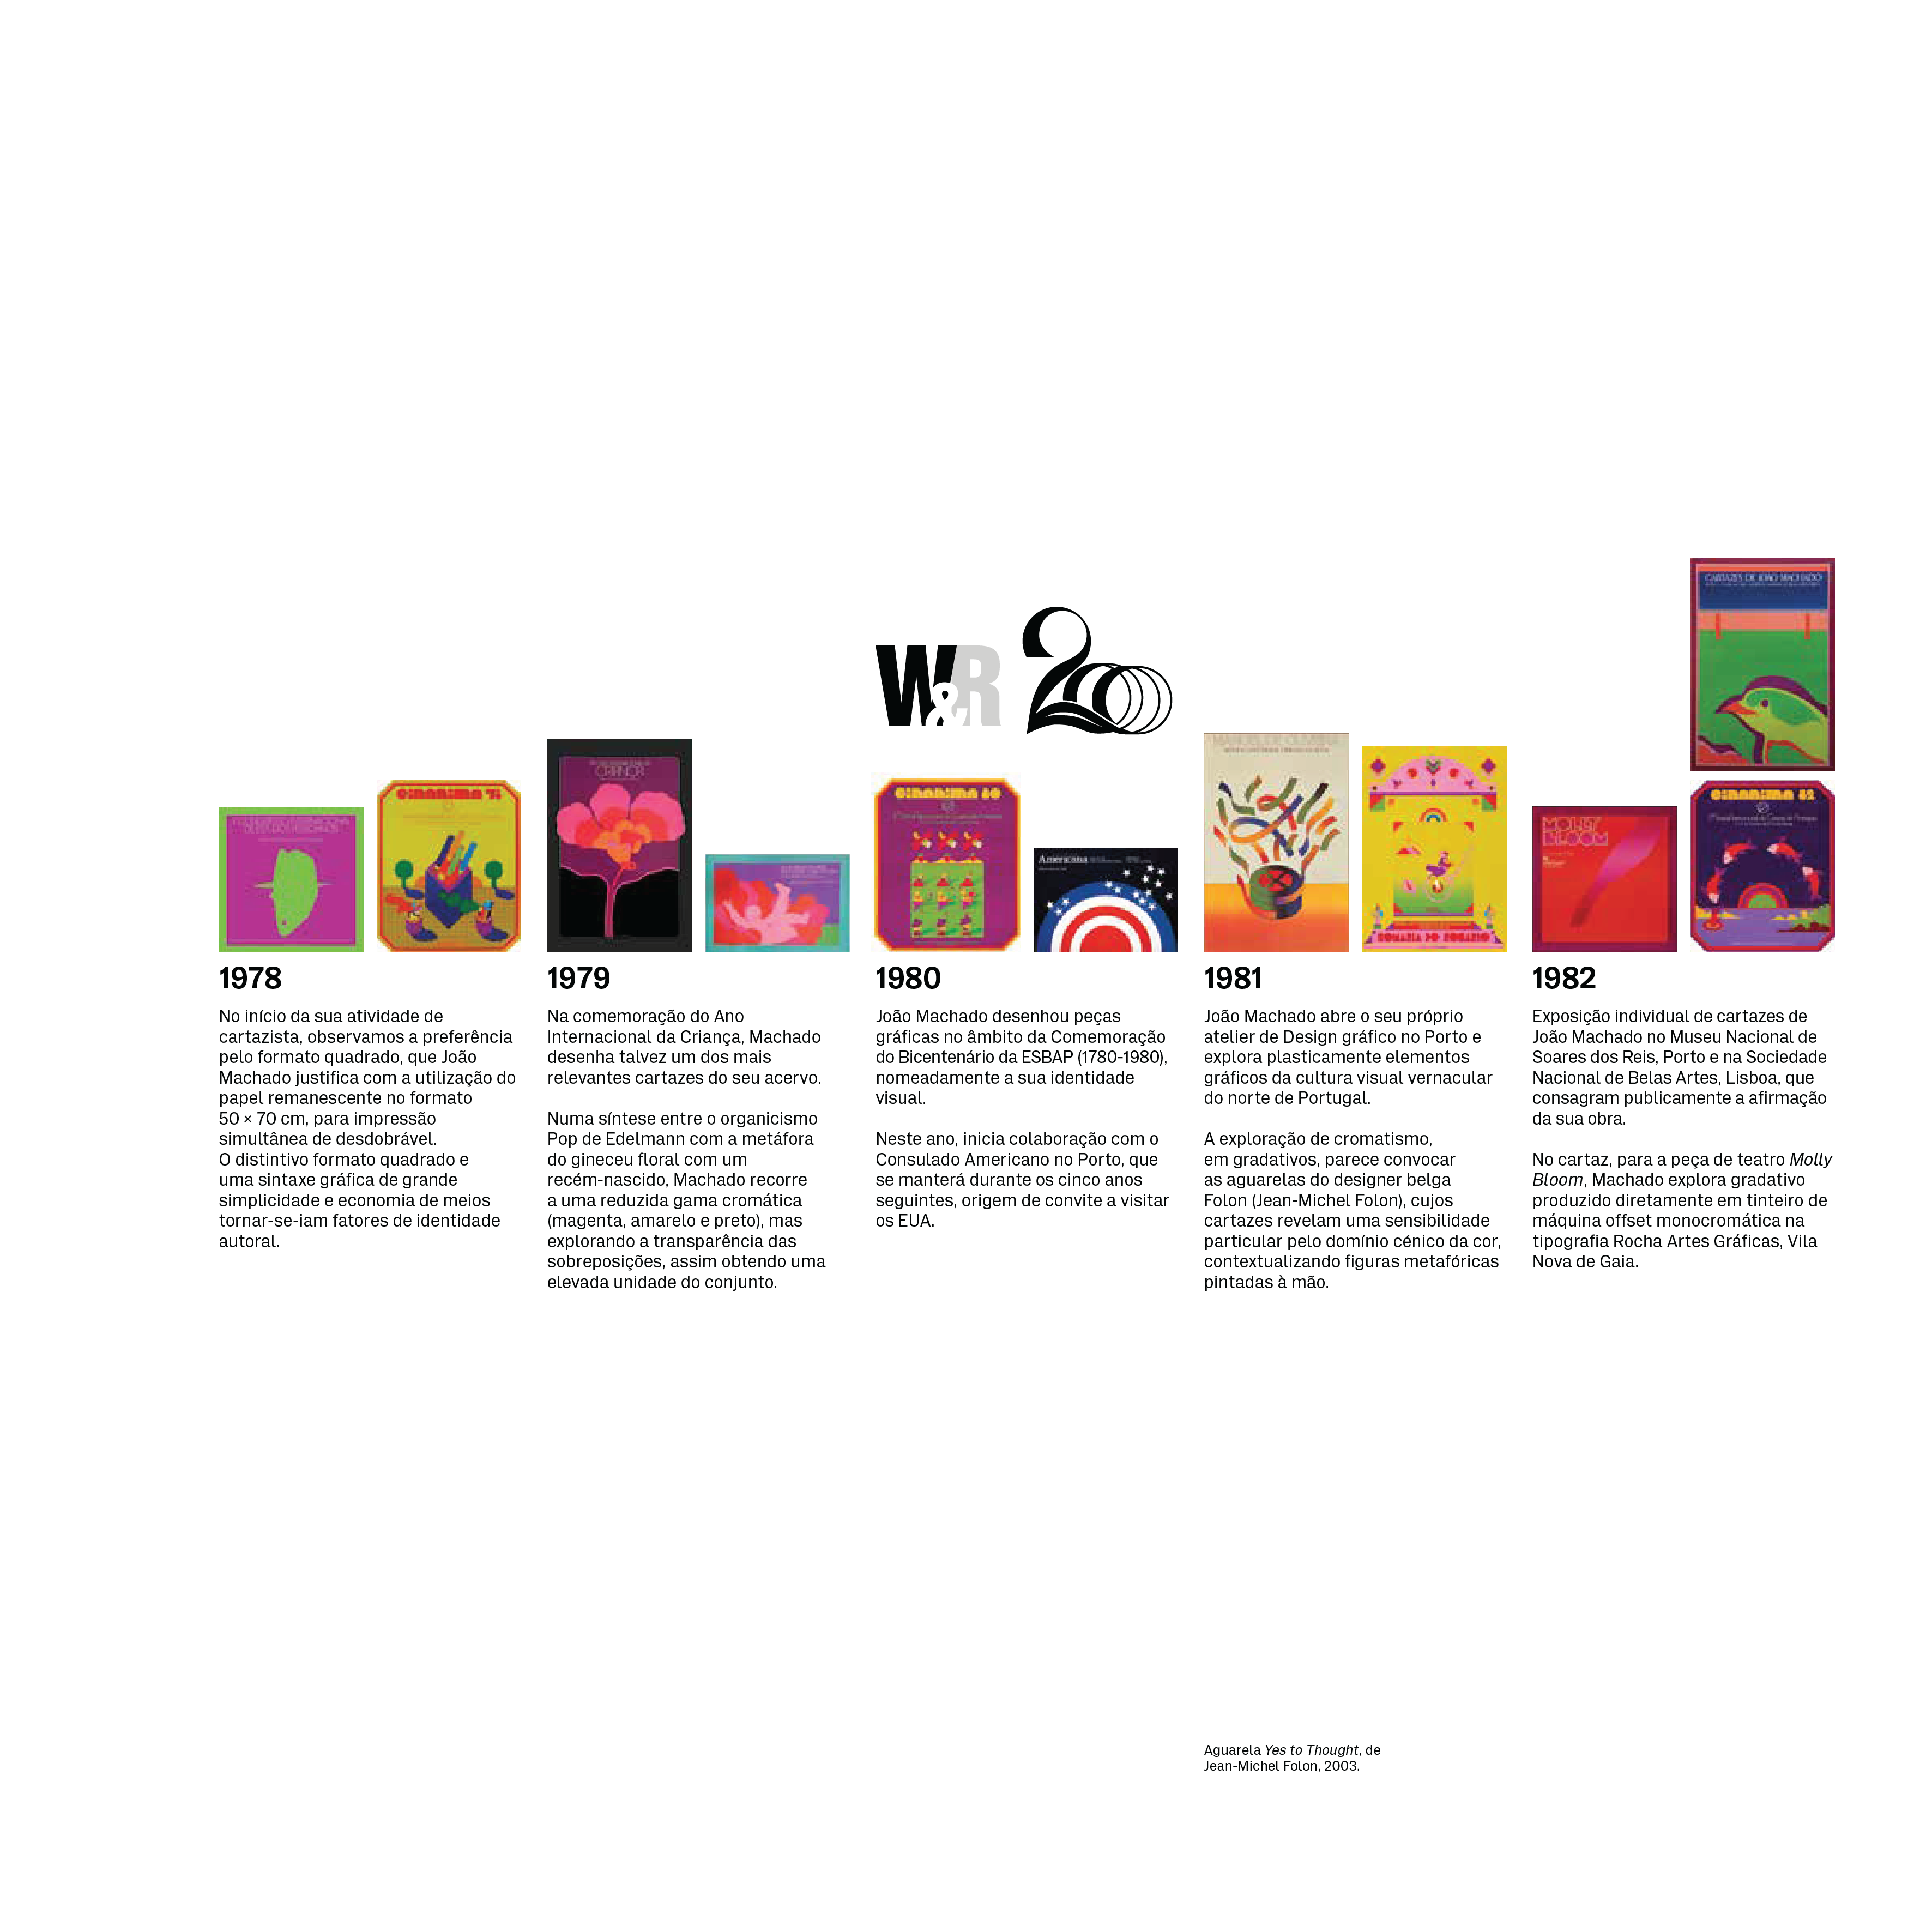 CARTAZES DE JOÃO MACHADO
W&R
200
MANOEL DE OLIVEIRA
CRIANÇA
CINANIMA 80
CINANIMA 82
Americana
MOLLY
BLOOM
ROMARIA DO ROSÁRIO
1978
No início da sua atividade de
cartazista, observamos a preferência
pelo formato quadrado, que João
Machado justifica com a utilização do
papel remanescente no formato
50 × 70 cm, para impressão
simultânea de desdobrável.
O distintivo formato quadrado e
uma sintaxe gráfica de grande
simplicidade e economia de meios
tornar-se-iam fatores de identidade
autoral.
1979
Na comemoração do Ano
Internacional da Criança, Machado
desenha talvez um dos mais
relevantes cartazes do seu acervo.
Numa síntese entre o organicismo
Pop de Edelmann com a metáfora
do gineceu floral com um
recém-nascido, Machado recorre
a uma reduzida gama cromática
(magenta, amarelo e preto), mas
explorando a transparência das
sobreposições, assim obtendo uma
elevada unidade do conjunto.
1980
João Machado desenhou peças
gráficas no âmbito da Comemoração
do Bicentenário da ESBAP (1780-1980),
nomeadamente a sua identidade
visual.
Neste ano, inicia colaboração com o
Consulado Americano no Porto, que
se manterá durante os cinco anos
seguintes, origem de convite a visitar
os EUA.
1981
João Machado abre o seu próprio
atelier de Design gráfico no Porto e
explora plasticamente elementos
gráficos da cultura visual vernacular
do norte de Portugal.
A exploração de cromatismo,
em gradativos, parece convocar
as aguarelas do designer belga
Folon (Jean-Michel Folon), cujos
cartazes revelam uma sensibilidade
particular pelo domínio cénico da cor,
contextualizando figuras metafóricas
pintadas à mão.
1982
Exposição individual de cartazes de
João Machado no Museu Nacional de
Soares dos Reis, Porto e na Sociedade
Nacional de Belas Artes, Lisboa, que
consagram publicamente a afirmação
da sua obra.
No cartaz, para a peça de teatro Molly
Bloom, Machado explora gradativo
produzido diretamente em tinteiro de
máquina offset monocromática na
tipografia Rocha Artes Gráficas, Vila
Nova de Gaia.
Aguarela Yes to Thought, de
Jean-Michel Folon, 2003.